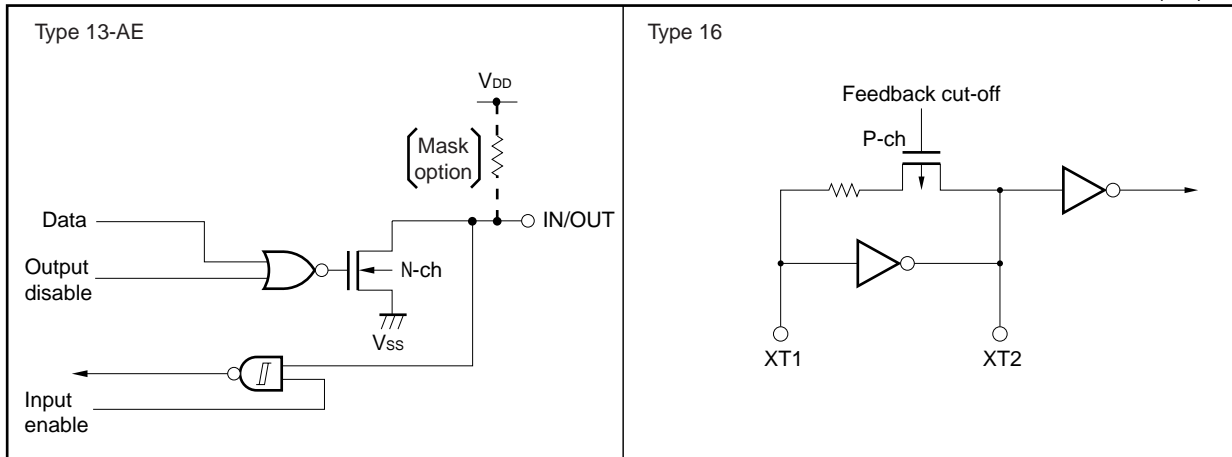 Type 13-AE
VDD
Mask
option
Data
IN/OUT
Output
disable
N-ch
VSS
Input
enable
Type 16
Feedback cut-off
P-ch
XT1
XT2